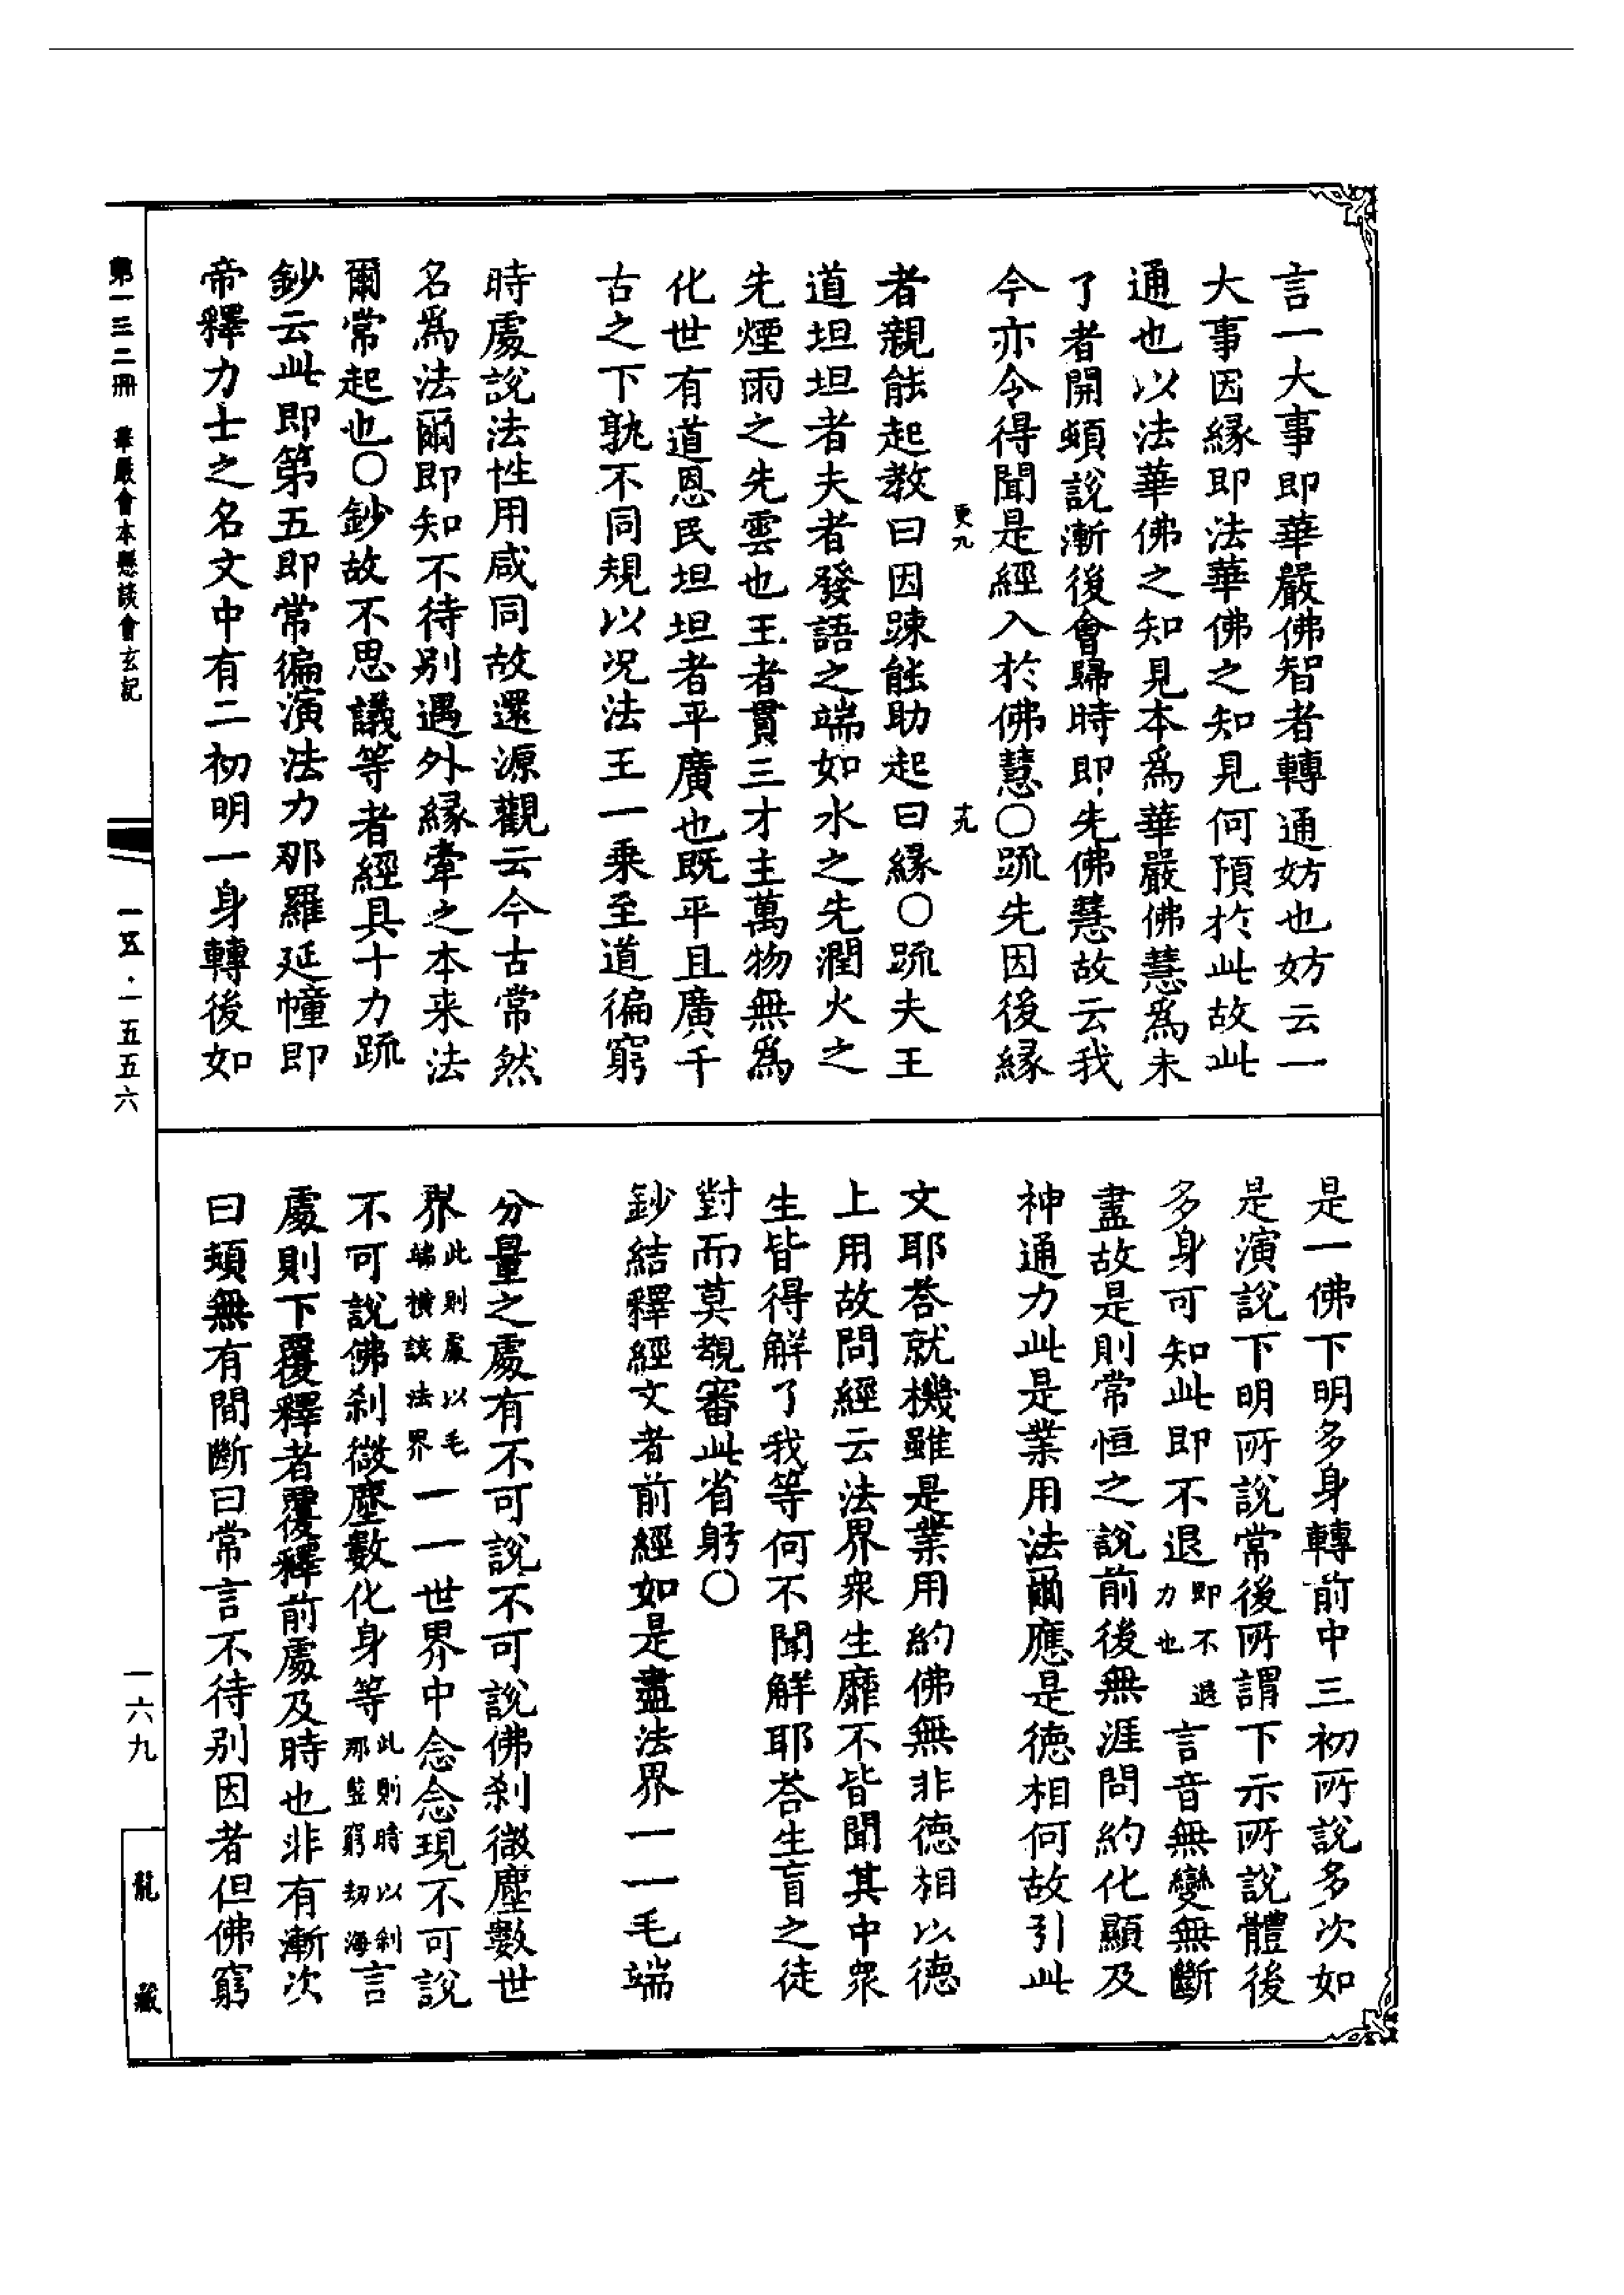 言一大事即華嚴佛智者轉通妨也妨云一
大事因緣即法華佛之知見何預於此故此
通也以法華佛之知見本爲華嚴佛慧爲未
了者開頓說漸後會歸時即先佛慧故云我
今亦令得聞是經入於佛慧○䟽先因後緣
更九
十九
者親能起教曰因踈能助起曰緣○䟽夫王
道坦坦者夫者發語之端如水之先潤火之
先煙雨之先雲也王者貫三才主萬物無爲
化世有道恩民坦坦者平廣也既平且廣千
古之下孰不同規以况法王一乘至道徧窮
時處說法性用咸同故還源觀云今古常然
名爲法爾即知不待別遇外緣牽之本来法
爾常起也○鈔故不思議等者經具十力䟽
鈔云此即第五即常徧演法力那羅延幢即
帝釋力士之名文中有二初明一身轉後如
是一佛下明多身轉前中三初所說多次如
是演說下明所說常後所謂下示所說體後
多身可知此即不退即不退力也言音無變無斷
盡故是則常恒之說前後無涯問約化顯及
神通力此是業用法爾應是德相何故引此
文耶荅就機雖是業用約佛無非德相以德
上用故問經云法界衆生靡不皆聞其中衆
生皆得解了我等何不聞解耶荅生盲之徒
對而莫覩審此省躬○
鈔結釋經文者前經如是盡法界一一毛端
分量之處有不可說不可說佛刹微塵數世
界此則處以毛端橫該法界一一世界中念念現不可說
不可說佛刹微塵數化身等此則時以刹那竪窮刼海言
處則下覆釋者覆釋前處及時也非有漸次
曰頓無有間斷曰常言不待別因者但佛窮
第一三二冊 華嚴會本懸談會玄記
一五·一五五六
一六九
龍藏